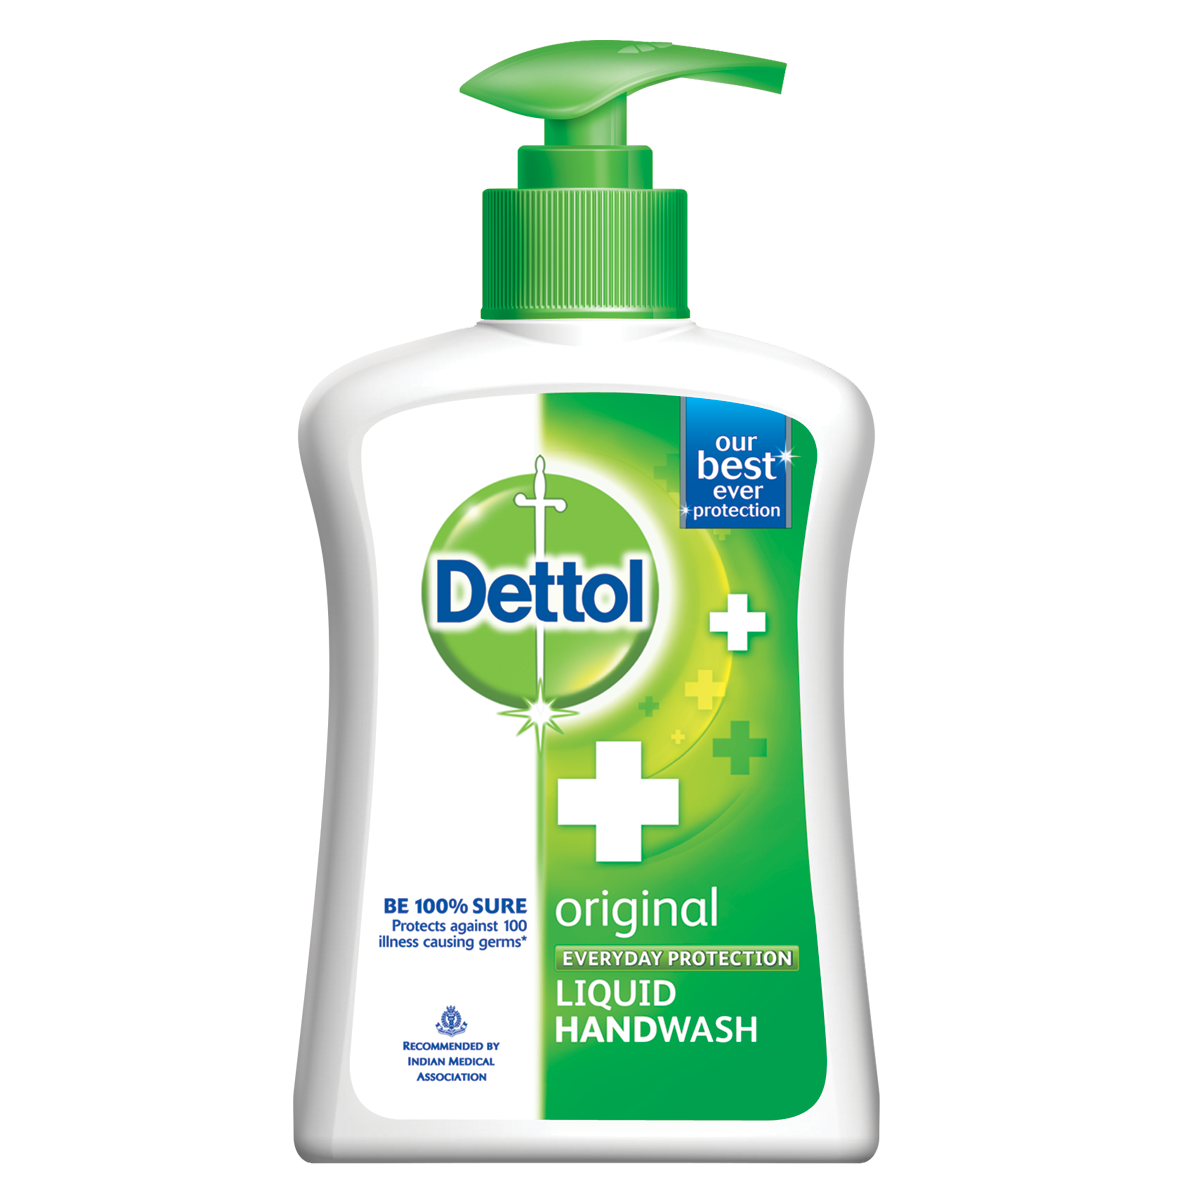 our
best
ever
protection
Dettol
BE 100% SURE
Protects against 100
illness causing germs*
original
EVERYDAY PROTECTION
LIQUID
HANDWASH
RECOMMENDED BY
INDIAN MEDICAL
ASSOCIATION